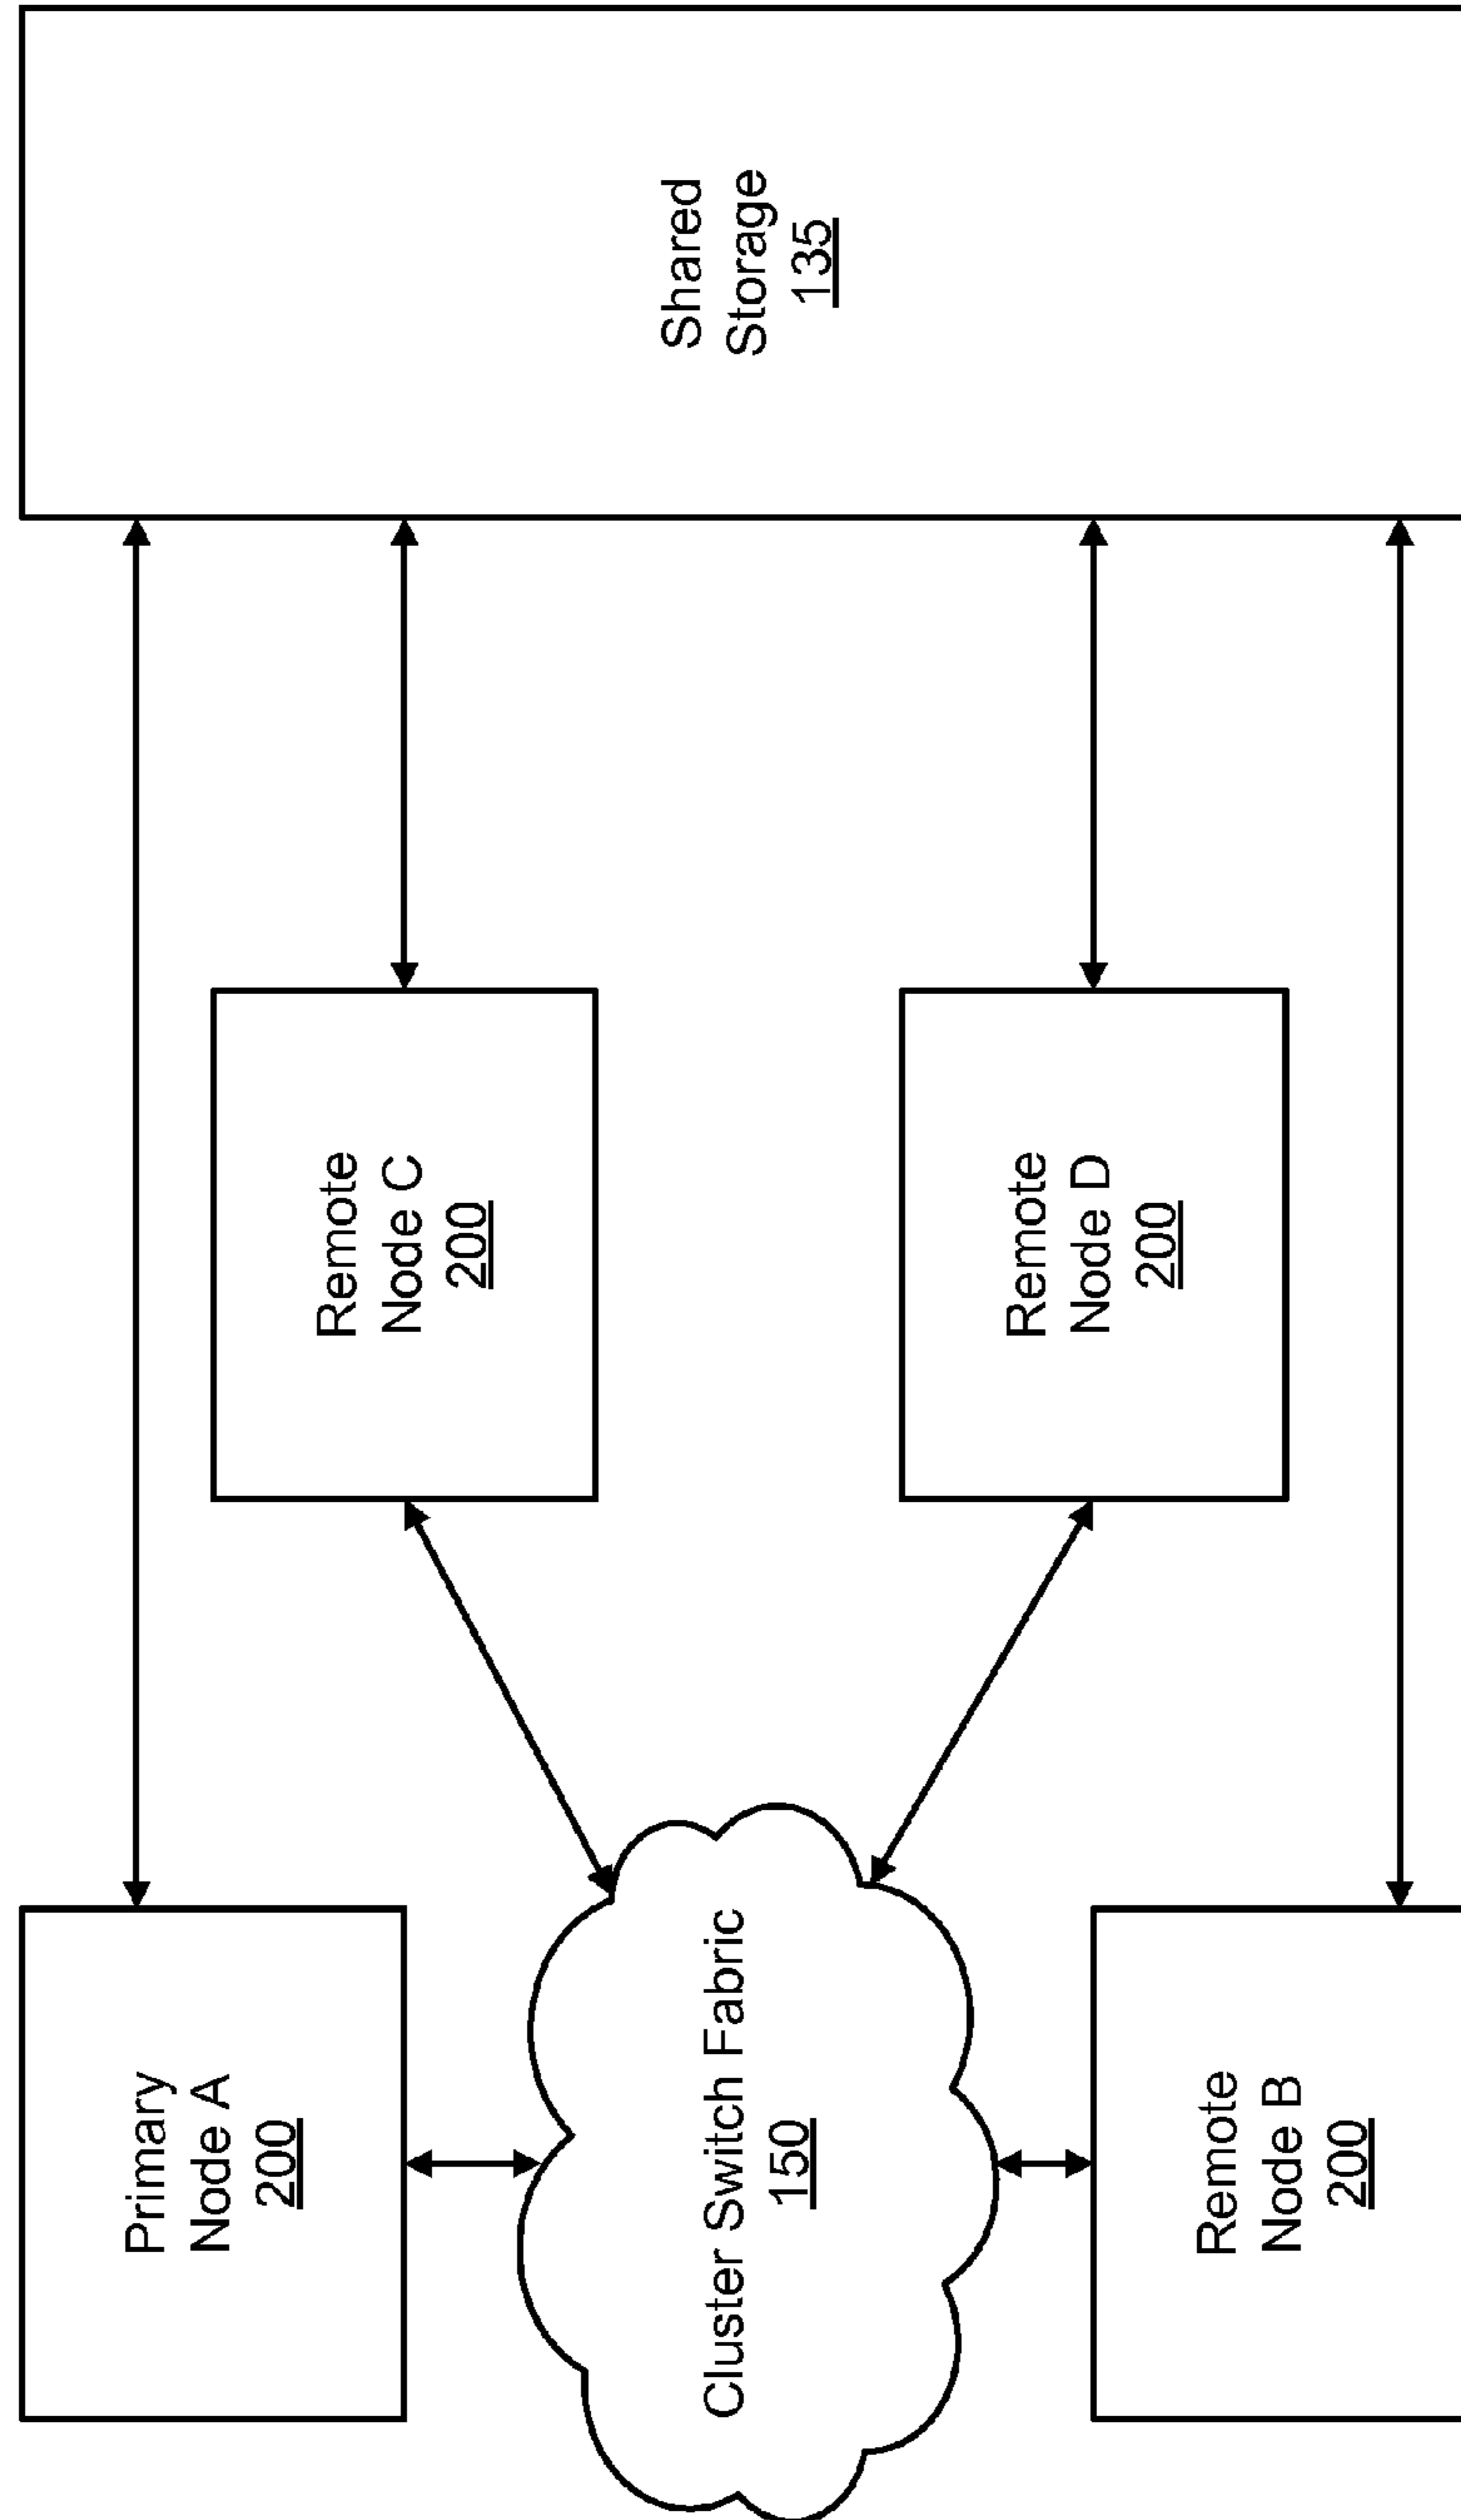 Primary
Node A
200
Remote
Node C
200
Shared
Storage
135
Cluster Switch Fabric
150
Remote
Node D
200
Remote
Node B
200